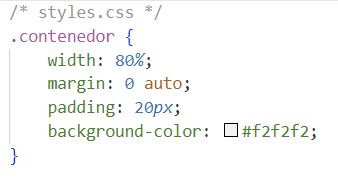 /* styles.css */
.contenedor {
    width: 80%;
    margin: 0 auto;
    padding: 20px;
    background-color: #f2f2f2;
}